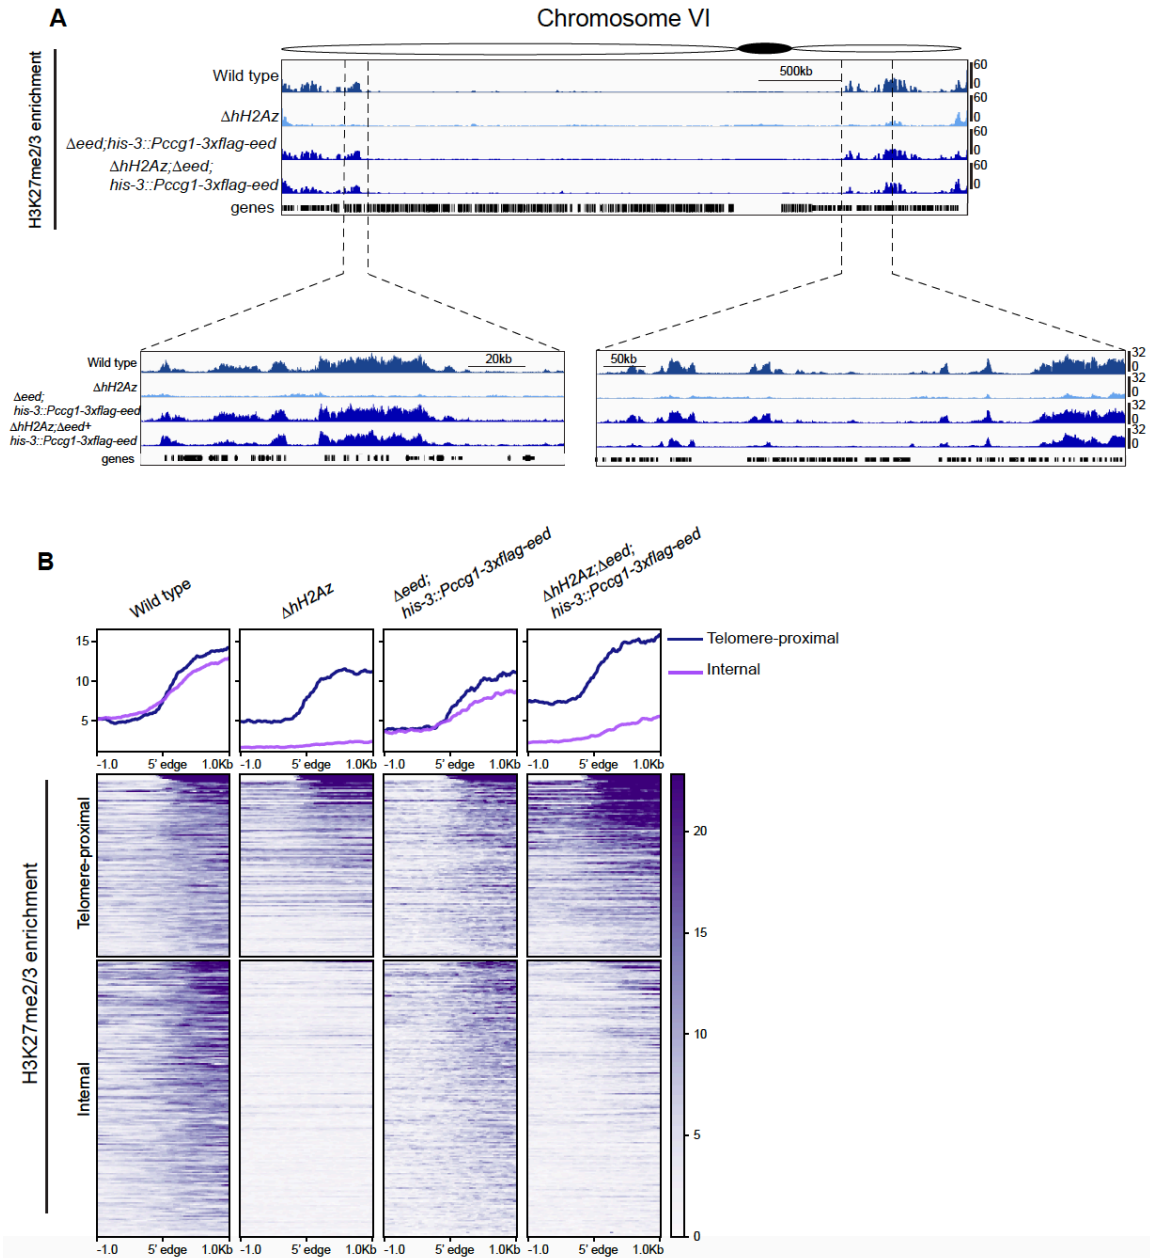 A
Chromosome VI
H3K27me2/3 enrichment
500kb
Wild type
60
0
ΔhH2Az
60
0
Δeed;his-3::Pccg1-3xflag-eed
60
0
ΔhH2Az;Δeed;
his-3::Pccg1-3xflag-eed
60
0
genes
20kb
Wild type
ΔhH2Az
Δeed;
his-3::Pccg1-3xflag-eed
ΔhH2Az;Δeed+
his-3::Pccg1-3xflag-eed
genes
50kb
32
0
32
0
32
0
32
0
B
Wild type
ΔhH2Az
Δeed;
his-3::Pccg1-3xflag-eed
ΔhH2Az;Δeed;
his-3::Pccg1-3xflag-eed
Telomere-proximal
Internal
15
10
5
-1.0 5' edge 1.0Kb
-1.0 5' edge 1.0Kb
-1.0 5' edge 1.0Kb
-1.0 5' edge 1.0Kb
H3K27me2/3 enrichment
Telomere-proximal
Internal
20
15
10
5
0
-1.0 5' edge 1.0Kb
-1.0 5' edge 1.0Kb
-1.0 5' edge 1.0Kb
-1.0 5' edge 1.0Kb